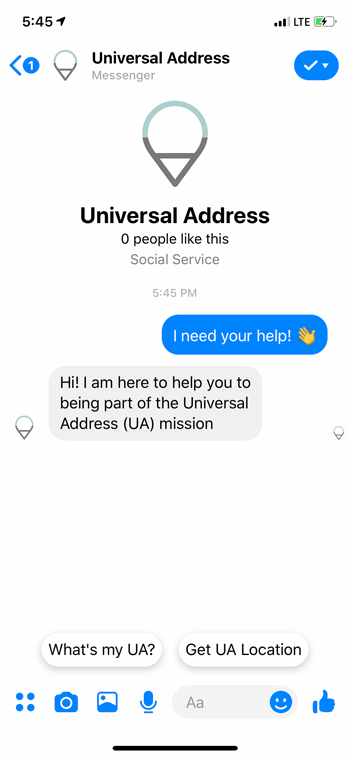 5:45 LTE
1 Universal Address
Messenger
Universal Address
0 people like this
Social Service
5:45 PM
I need your help! 👋
Hi! I am here to help you to
being part of the Universal
Address (UA) mission
What's my UA? Get UA Location
Aa